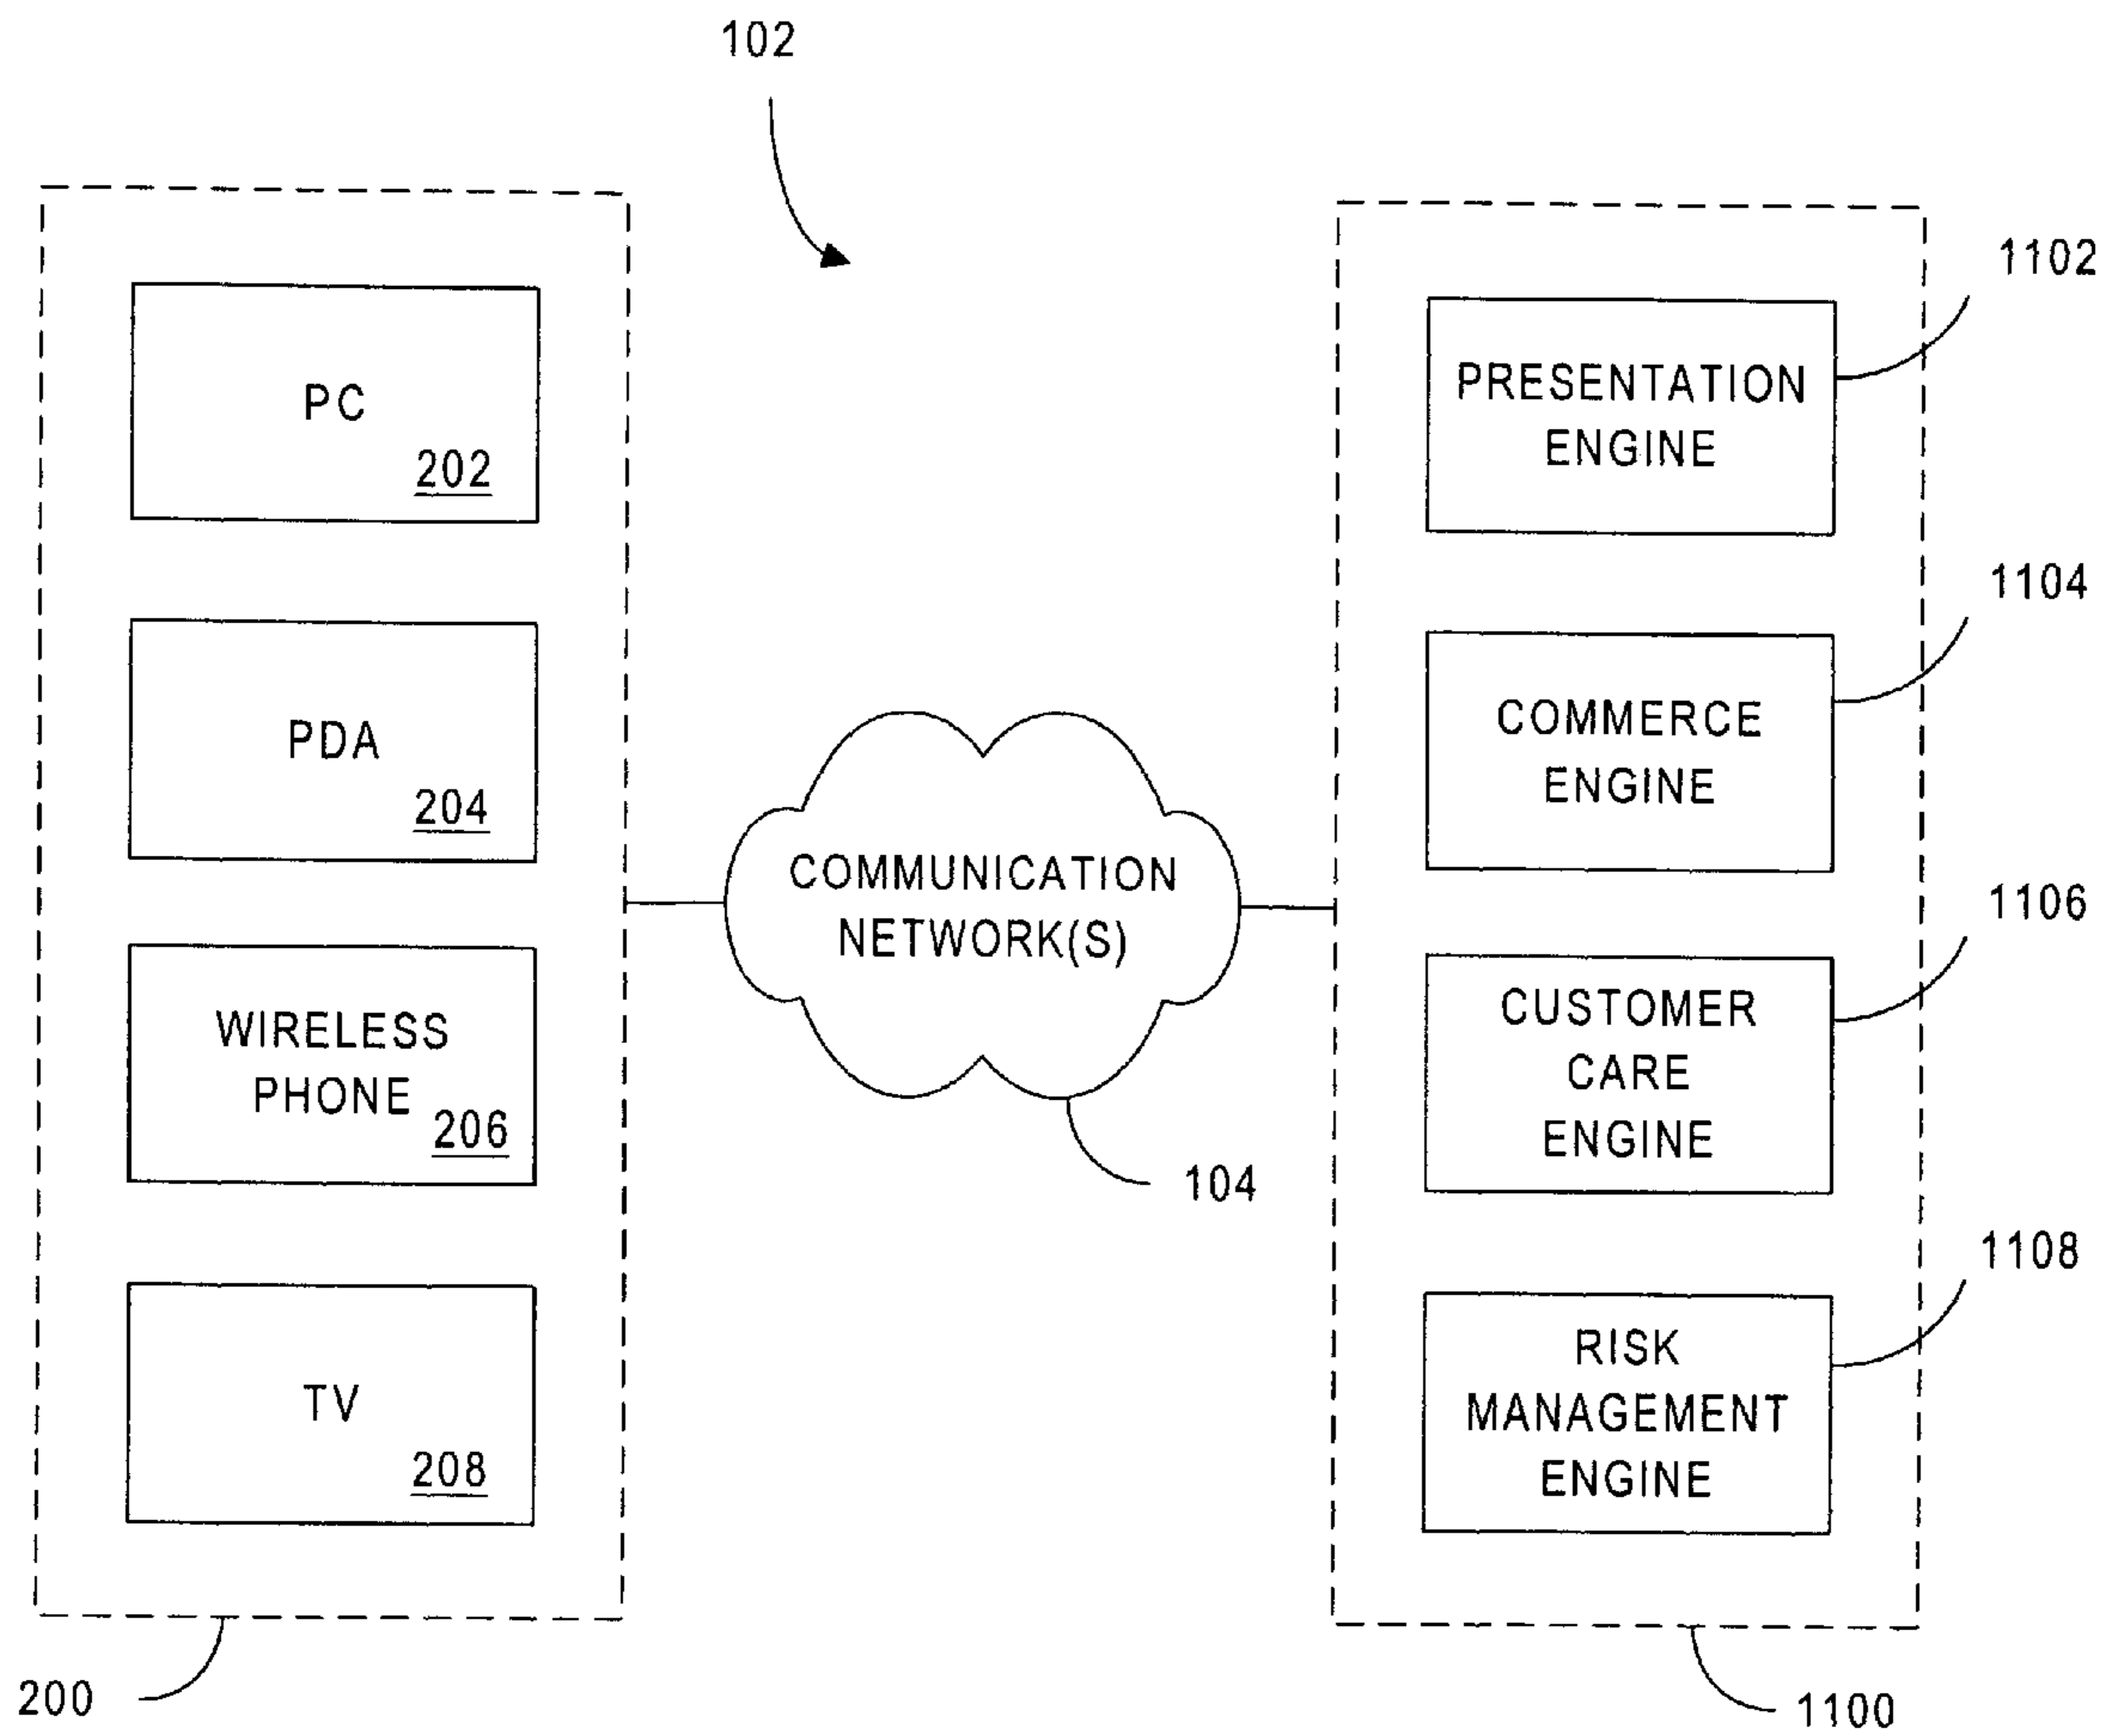 102
PC
202
PDA
204
WIRELESS
PHONE
206
TV
208
200
COMMUNICATION
NETWORK(S)
104
PRESENTATION
ENGINE
1102
COMMERCE
ENGINE
1104
CUSTOMER
CARE
ENGINE
1106
RISK
MANAGEMENT
ENGINE
1108
1100